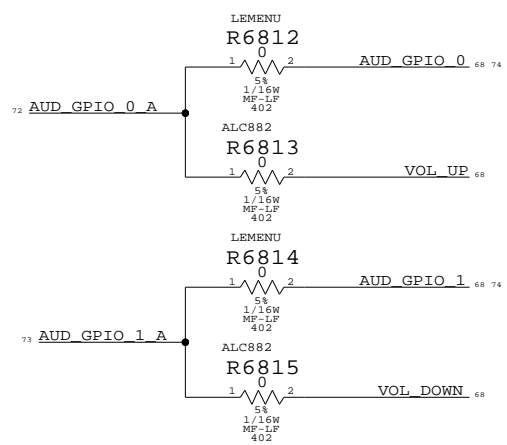 LEMENU
R6812
0
1 2 AUD_GPIO_0 68 74
5%
1/16W
MF-LF
402
72 AUD_GPIO_0_A
ALC882
R6813
0
1 2 VOL_UP 68
5%
1/16W
MF-LF
402
LEMENU
R6814
0
1 2 AUD_GPIO_1 68 74
5%
1/16W
MF-LF
402
73 AUD_GPIO_1_A
ALC882
R6815
0
1 2 VOL_DOWN 68
5%
1/16W
MF-LF
402